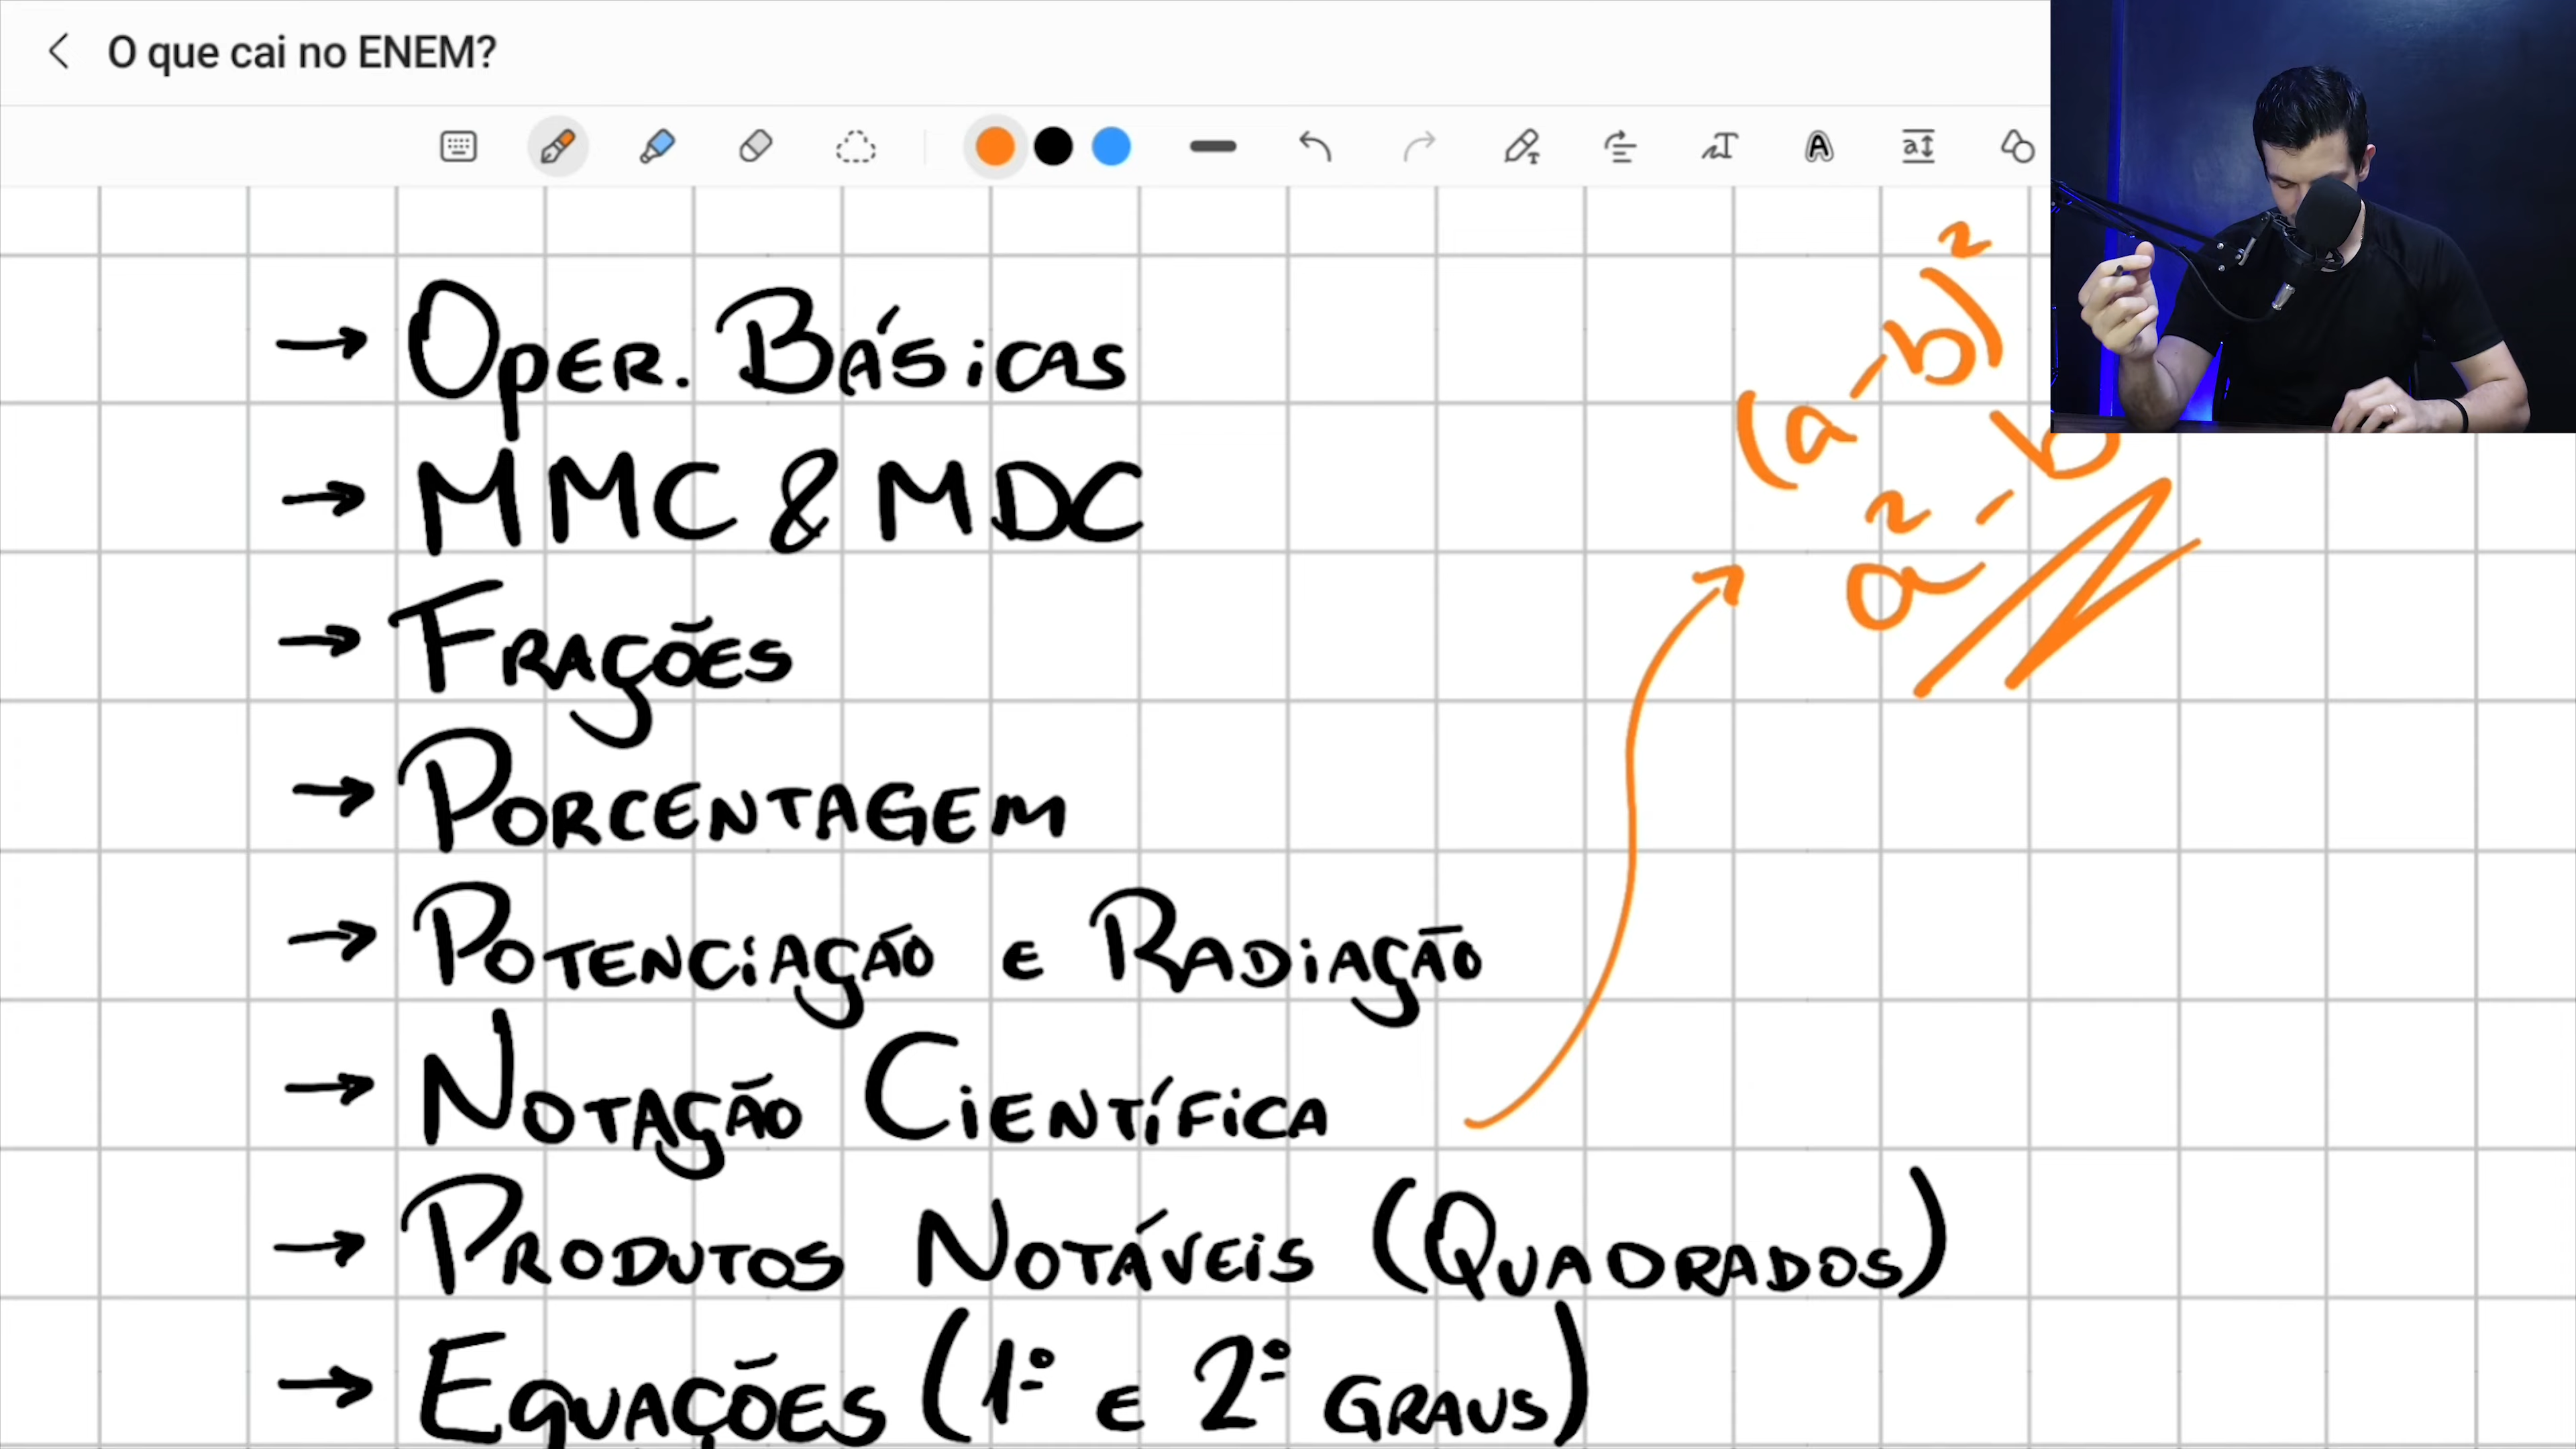 O que cai no ENEM?
→ OPER. BÁSICAS
→ MMC & MDC
→ FRAÇÕES
→ PORCENTAGEM
→ POTENCIAÇÃO E RADIAÇÃO
→ NOTAÇÃO CIENTÍFICA
→ PRODUTOS NOTÁVEIS (QUADRADOS)
→ EQUAÇÕES (1º E 2º GRAUS)
(a - b)²
a² - b